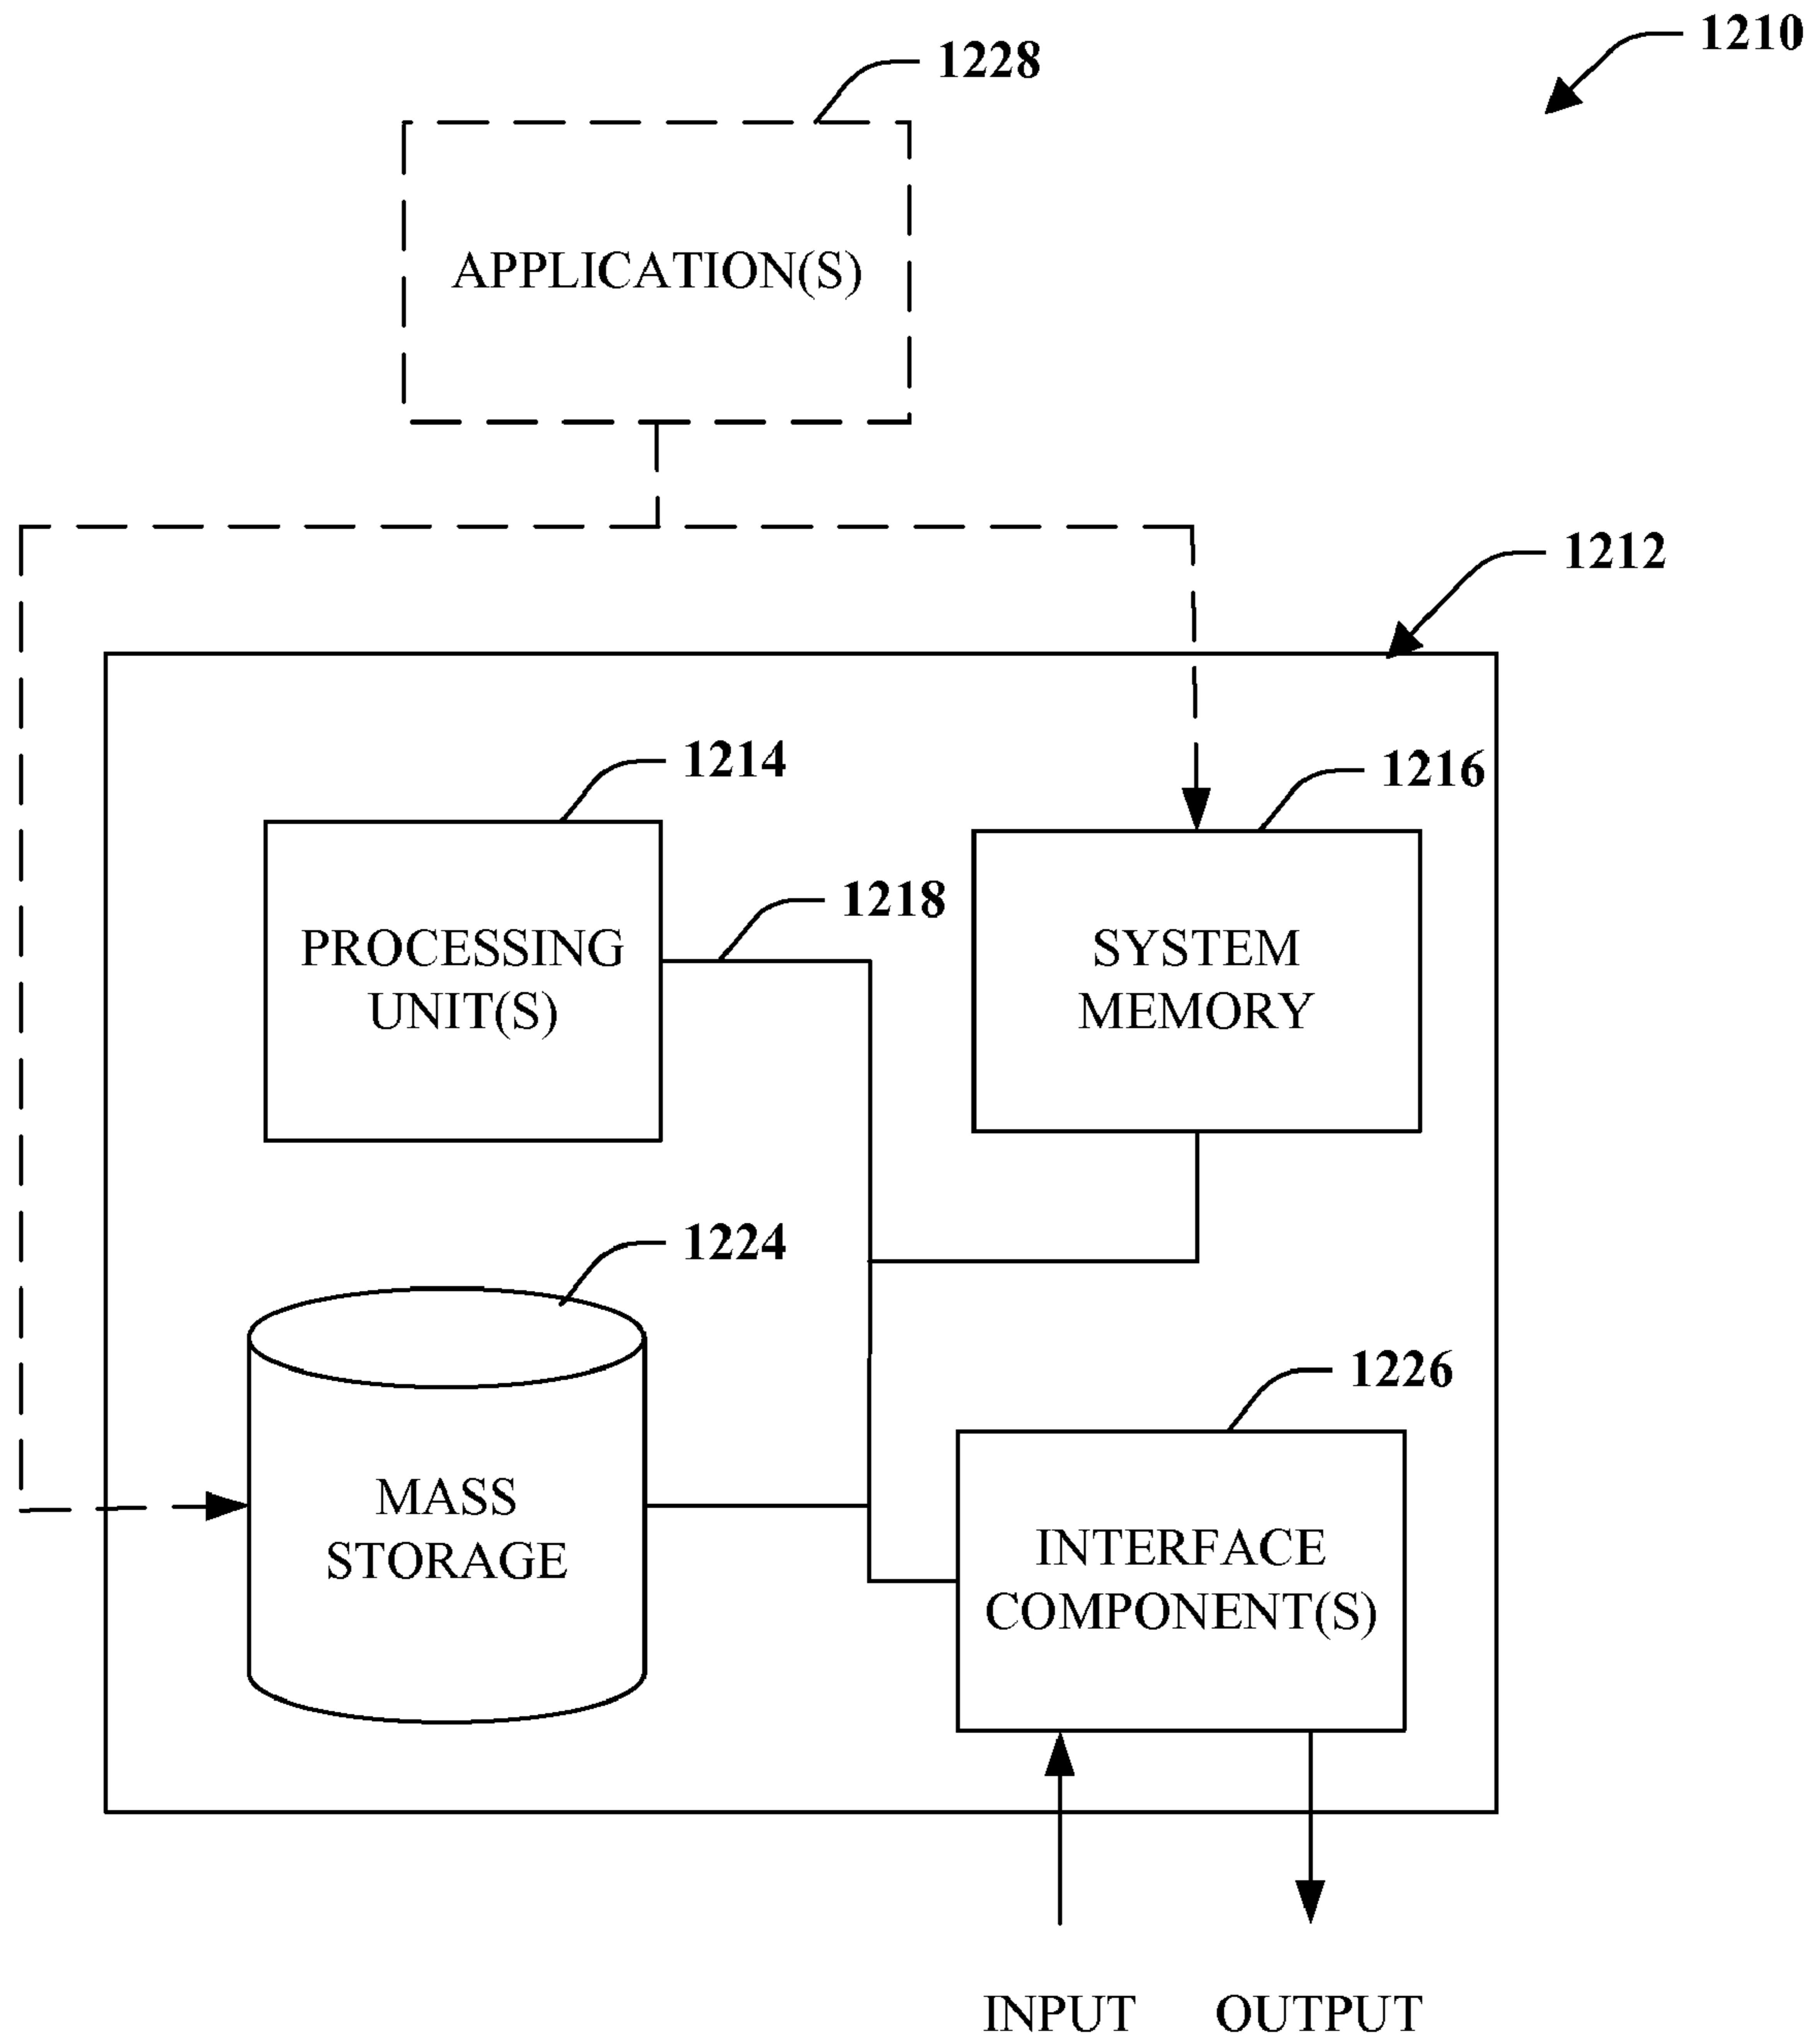 1210
1228
APPLICATION(S)
1212
1214
1216
1218
PROCESSING
UNIT(S)
SYSTEM
MEMORY
1224
1226
MASS
STORAGE
INTERFACE
COMPONENT(S)
INPUT
OUTPUT